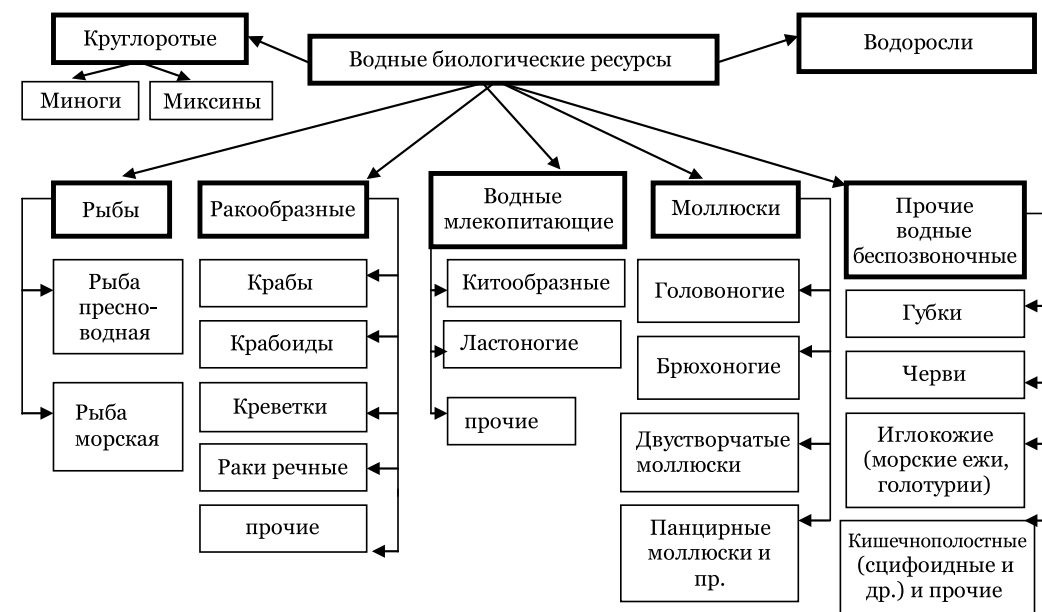 Круглоротые
Водные биологические ресурсы
Водоросли
Миноги
Миксины
Рыбы
Рыба
пресно-
водная
Рыба
морская
Ракообразные
Крабы
Крабоиды
Креветки
Раки речные
прочие
Водные
млекопитающие
Китообразные
Ластоногие
прочие
Моллюски
Головоногие
Брюхоногие
Двустворчатые
моллюски
Панцирные
моллюски и
пр.
Прочие
водные
беспозвоночные
Губки
Черви
Иглокожие
(морские ежи,
голотурии)
Кишечнополостные
(сцифоидные и
др.) и прочие